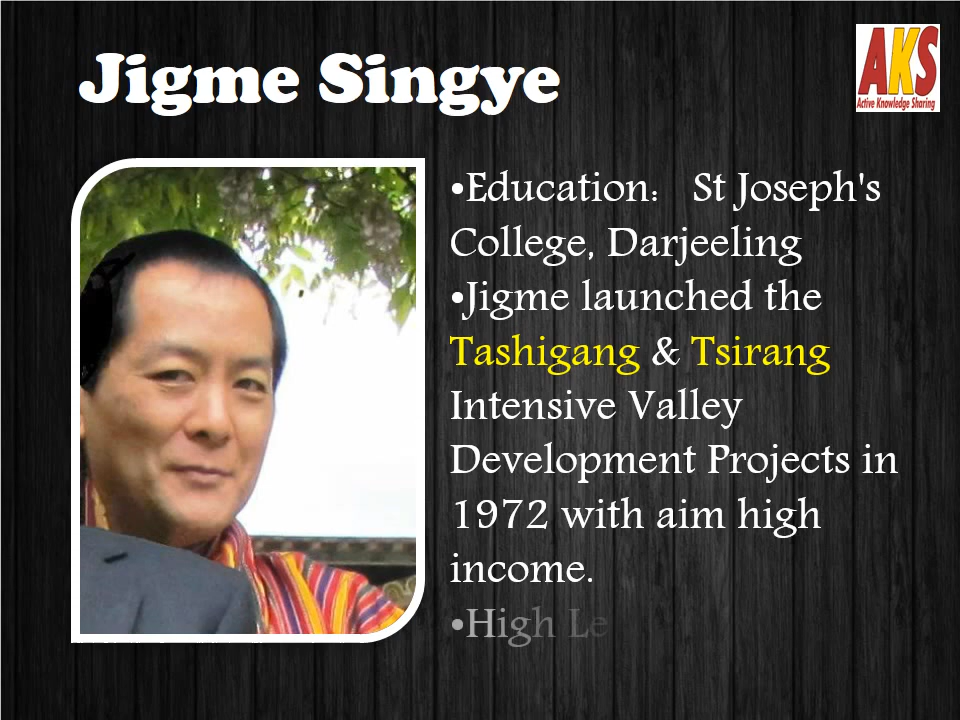 Jigme Singye
AKS
Active Knowledge Sharing
•Education: St Joseph's
College, Darjeeling
•Jigme launched the
Tashigang & Tsirang
Intensive Valley
Development Projects in
1972 with aim high
income.
•High Le